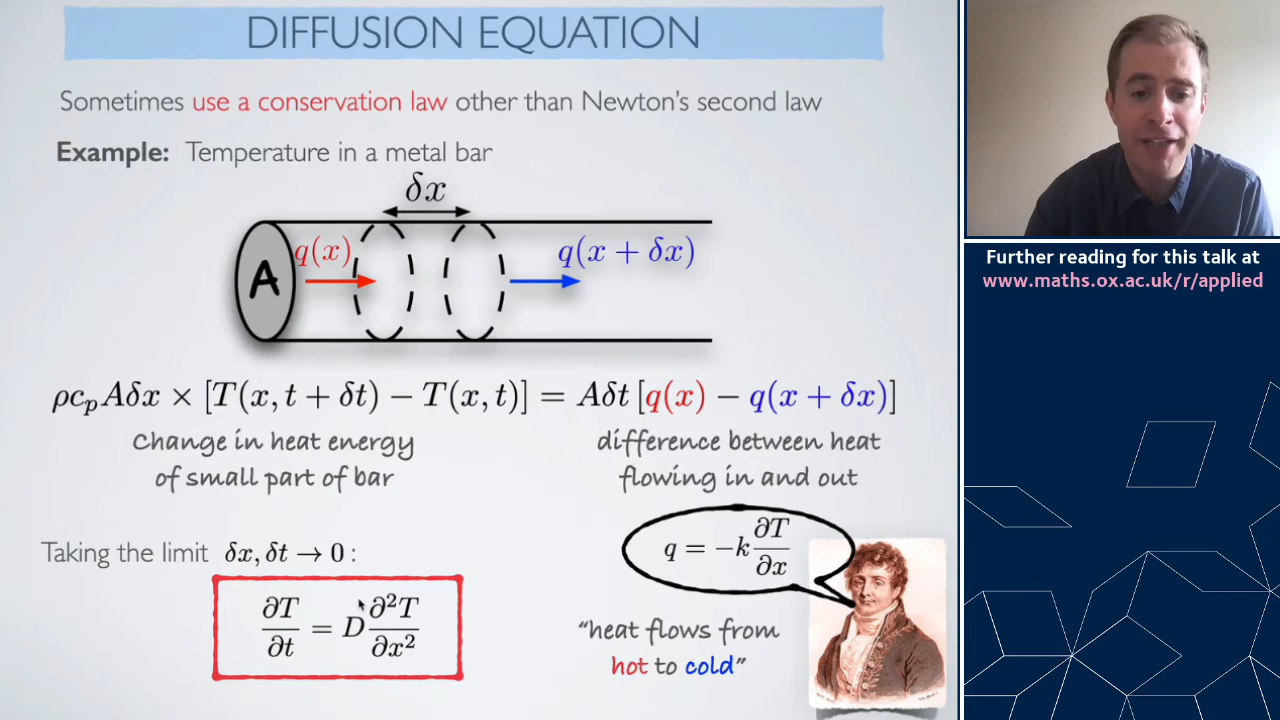 DIFFUSION EQUATION
Sometimes use a conservation law other than Newton's second law
Example: Temperature in a metal bar
δx
q(x)
q(x + δx)
A
ρc_p Aδx × [T(x, t + δt) − T(x, t)] = Aδt [q(x) − q(x + δx)]
Change in heat energy
of small part of bar
difference between heat
flowing in and out
Taking the limit δx, δt → 0 :
∂T/∂t = D ∂²T/∂x²
q = −k ∂T/∂x
"heat flows from
hot to cold"
Further reading for this talk at
www.maths.ox.ac.uk/r/applied